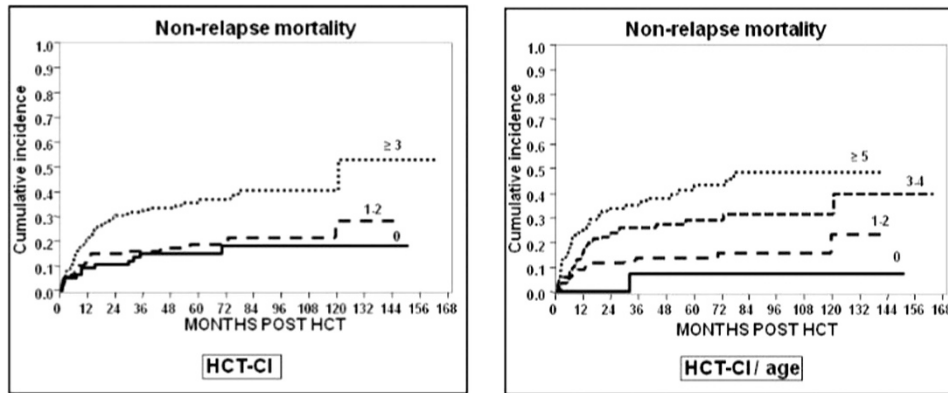 Non-relapse mortality
Cumulative incidence
1.0
0.9
0.8
0.7
0.6
0.5
0.4
0.3
0.2
0.1
0.0
≥ 3
1-2
0
0 12 24 36 48 60 72 84 96 108 120 132 144 156 168
MONTHS POST HCT
HCT-CI
Non-relapse mortality
Cumulative incidence
1.0
0.9
0.8
0.7
0.6
0.5
0.4
0.3
0.2
0.1
0.0
≥ 5
3-4
1-2
0
0 12 24 36 48 60 72 84 96 108 120 132 144 156 168
MONTHS POST HCT
HCT-CI / age